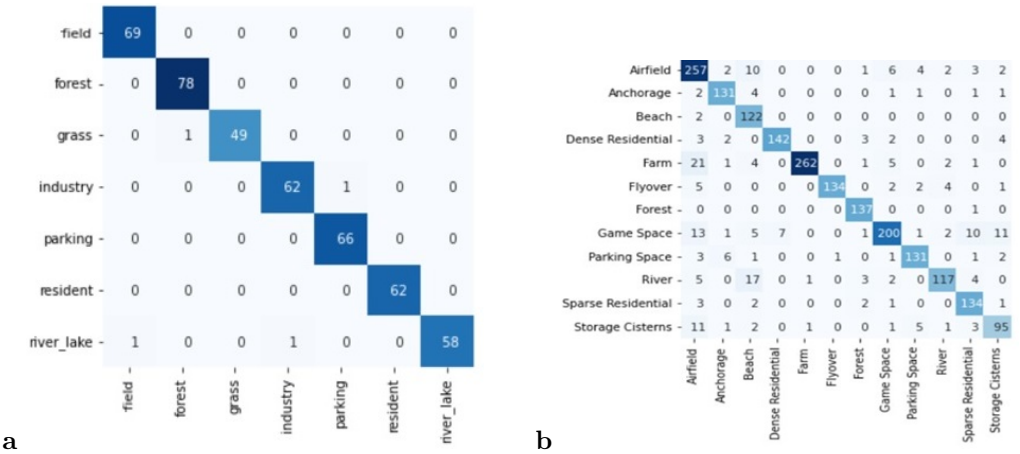 field 69 0 0 0 0 0 0
forest 0 78 0 0 0 0 0
grass 0 1 49 0 0 0 0
industry 0 0 0 62 1 0 0
parking 0 0 0 0 66 0 0
resident 0 0 0 0 0 62 0
river_lake 1 0 0 1 0 0 58
field forest grass industry parking resident river_lake
a
Airfield 257 2 10 0 0 0 1 6 4 2 3 2
Anchorage 2 131 4 0 0 0 0 1 1 0 1 1
Beach 2 0 122 0 0 0 0 0 0 0 0 0
Dense Residential 3 2 0 142 0 0 3 2 0 0 0 4
Farm 21 1 4 0 262 0 1 5 0 2 1 0
Flyover 5 0 0 0 0 134 0 2 2 4 0 1
Forest 0 0 0 0 0 0 137 0 0 0 1 0
Game Space 13 1 5 7 0 0 1 200 1 2 10 11
Parking Space 3 6 1 0 0 1 0 1 131 0 1 2
River 5 0 17 0 1 0 3 2 0 117 4 0
Sparse Residential 3 0 2 0 0 0 2 1 0 0 134 1
Storage Cisterns 11 1 2 0 1 0 0 1 5 1 3 95
Airfield Anchorage Beach Dense Residential Farm Flyover Forest Game Space Parking Space River Sparse Residential Storage Cisterns
b